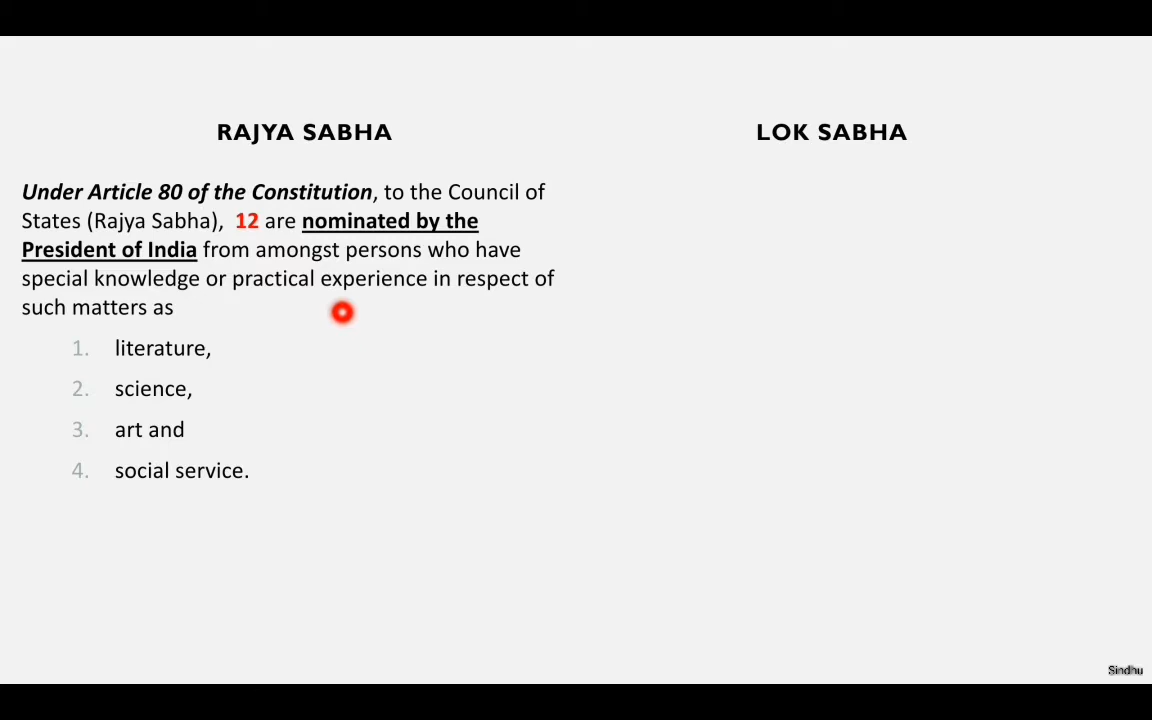 RAJYA SABHA
Under Article 80 of the Constitution, to the Council of
States (Rajya Sabha), 12 are nominated by the
President of India from amongst persons who have
special knowledge or practical experience in respect of
such matters as
1. literature,
2. science,
3. art and
4. social service.
LOK SABHA
Sindhu